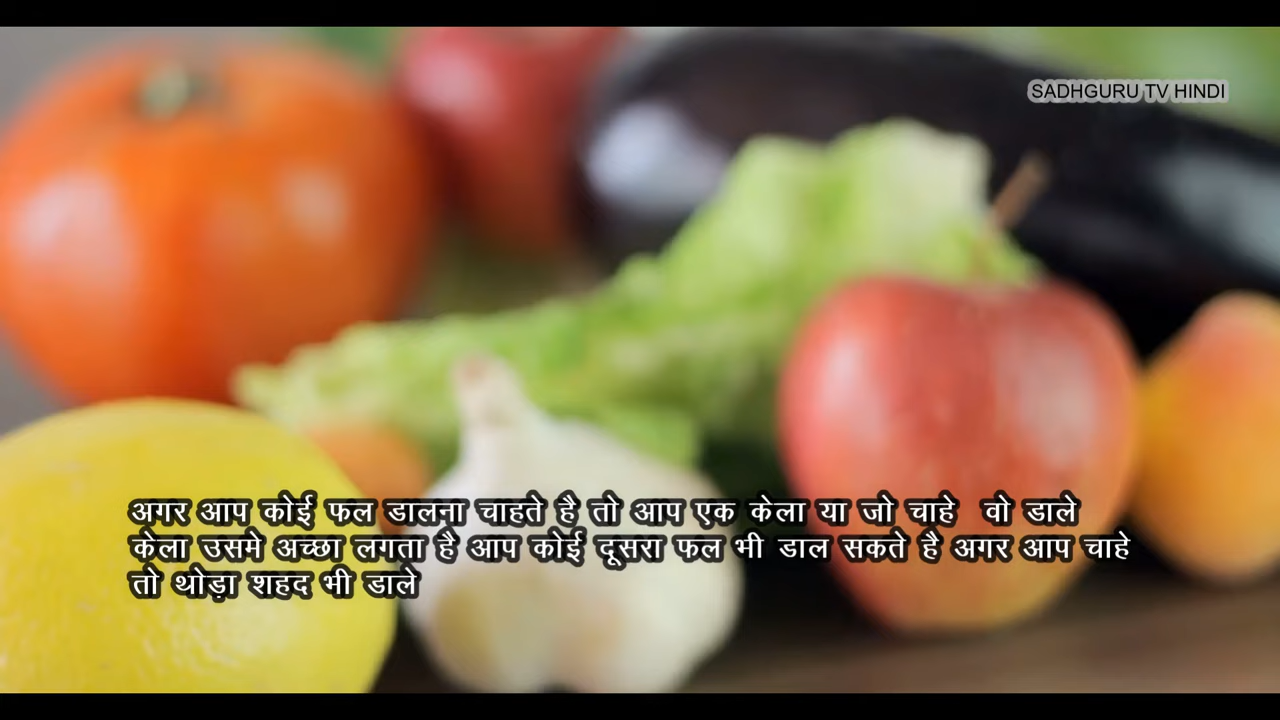 SADHGURU TV HINDI
अगर आप कोई फल डालना चाहते है तो आप एक केला या जो चाहे वो डाले
केला उसमे अच्छा लगता है आप कोई दूसरा फल भी डाल सकते है अगर आप चाहे
तो थोड़ा शहद भी डाले